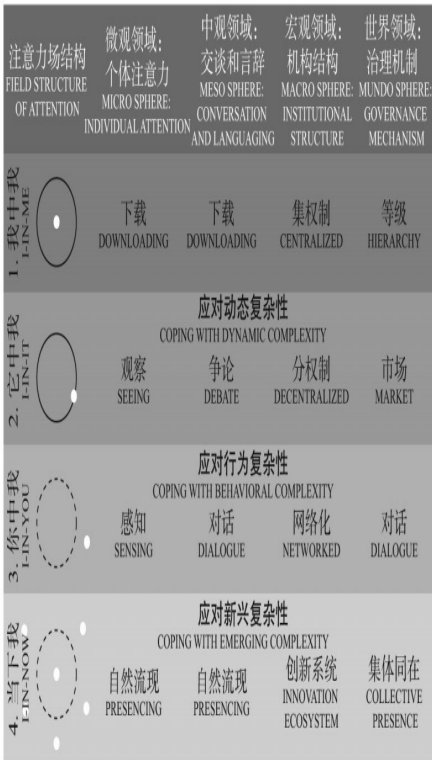 注意力场结构
FIELD STRUCTURE
OF ATTENTION
微观领域：
个体注意力
MICRO SPHERE:
INDIVIDUAL ATTENTION
中观领域：
交谈和言辞
MESO SPHERE:
CONVERSATION
AND LANGUAGING
宏观领域：
机构结构
MACRO SPHERE:
INSTITUTIONAL
STRUCTURE
世界领域：
治理机制
MUNDO SPHERE:
GOVERNANCE
MECHANISM
1. 我中我
I-IN-ME
下载
DOWNLOADING
下载
DOWNLOADING
集权制
CENTRALIZED
等级
HIERARCHY
应对动态复杂性
COPING WITH DYNAMIC COMPLEXITY
2. 它中我
I-IN-IT
观察
SEEING
争论
DEBATE
分权制
DECENTRALIZED
市场
MARKET
应对行为复杂性
COPING WITH BEHAVIORAL COMPLEXITY
3. 你中我
I-IN-YOU
感知
SENSING
对话
DIALOGUE
网络化
NETWORKED
对话
DIALOGUE
应对新兴复杂性
COPING WITH EMERGING COMPLEXITY
4. 当下我
I-IN-NOW
自然流现
PRESENCING
自然流现
PRESENCING
创新系统
INNOVATION
ECOSYSTEM
集体同在
COLLECTIVE
PRESENCE